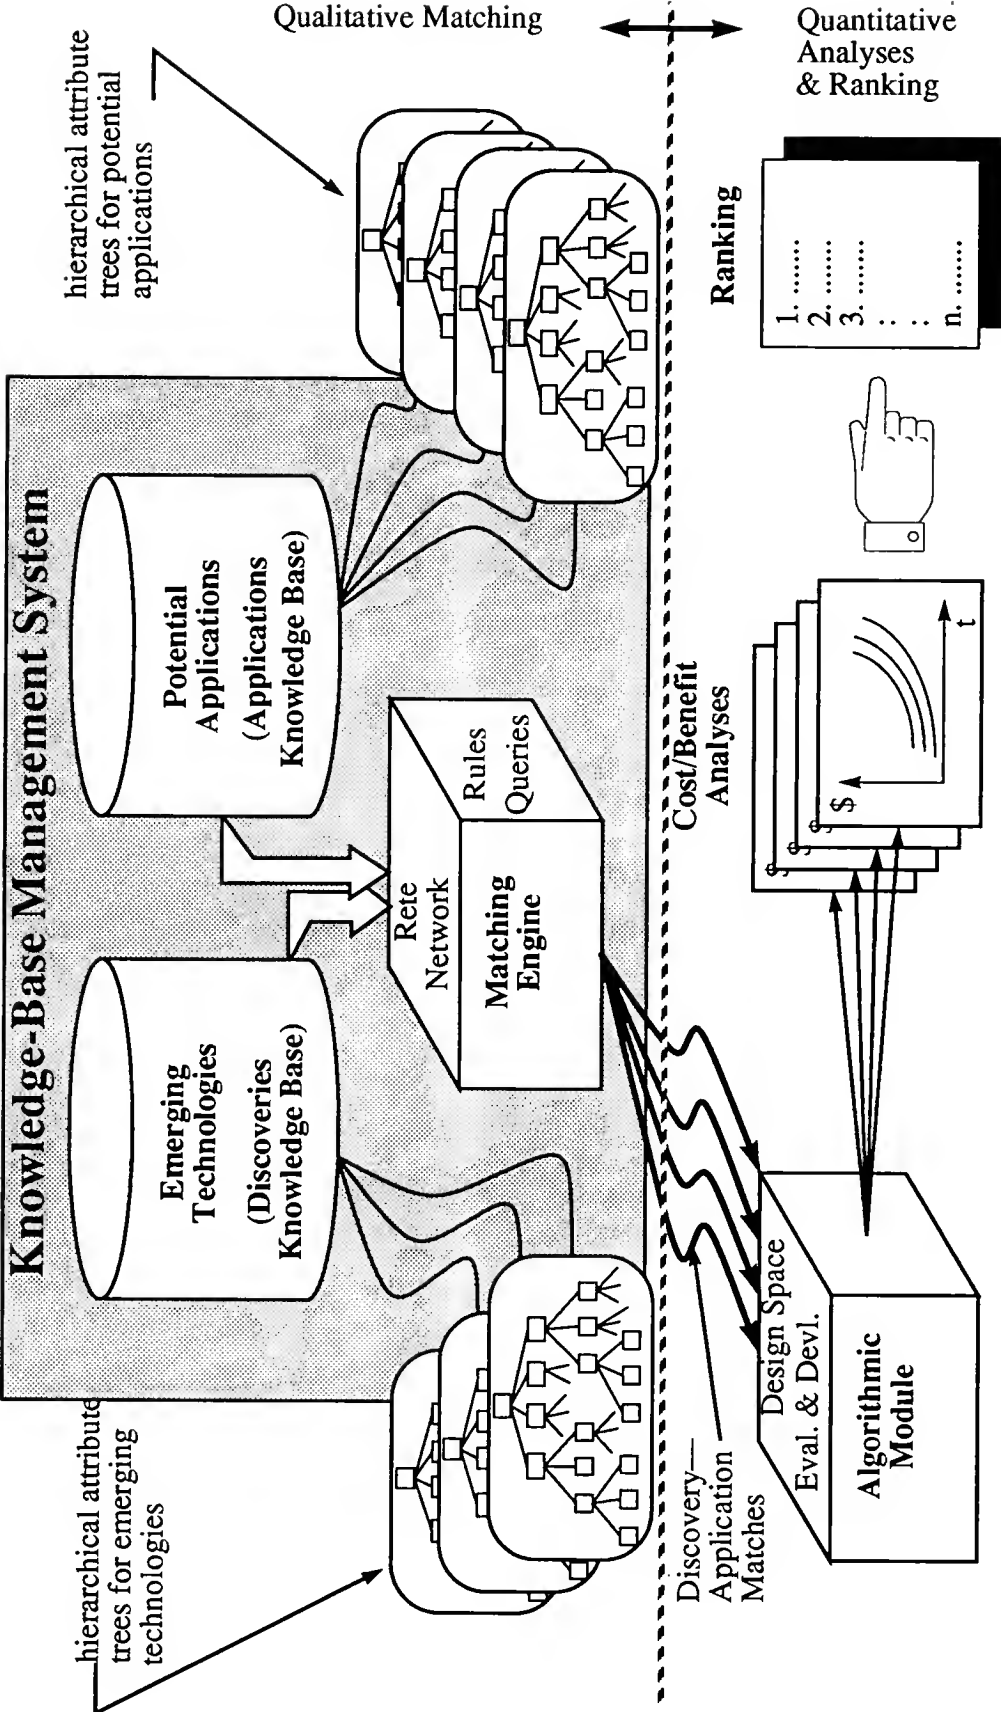 Knowledge-Base Management System
hierarchical attribute
trees for emerging
technologies
Emerging
Technologies
(Discoveries
Knowledge Base)
Potential
Applications
(Applications
Knowledge Base)
hierarchical attribute
trees for potential
applications
Rete
Network
Rules
Queries
Matching
Engine
Qualitative Matching
Quantitative
Analyses
& Ranking
Discovery—
Application
Matches
Design Space
Eval. & Devl.
Algorithmic
Module
Cost/Benefit
Analyses
$
$
$
$
t
Ranking
1. ........
2. ........
3. ........
:
:
n. ........